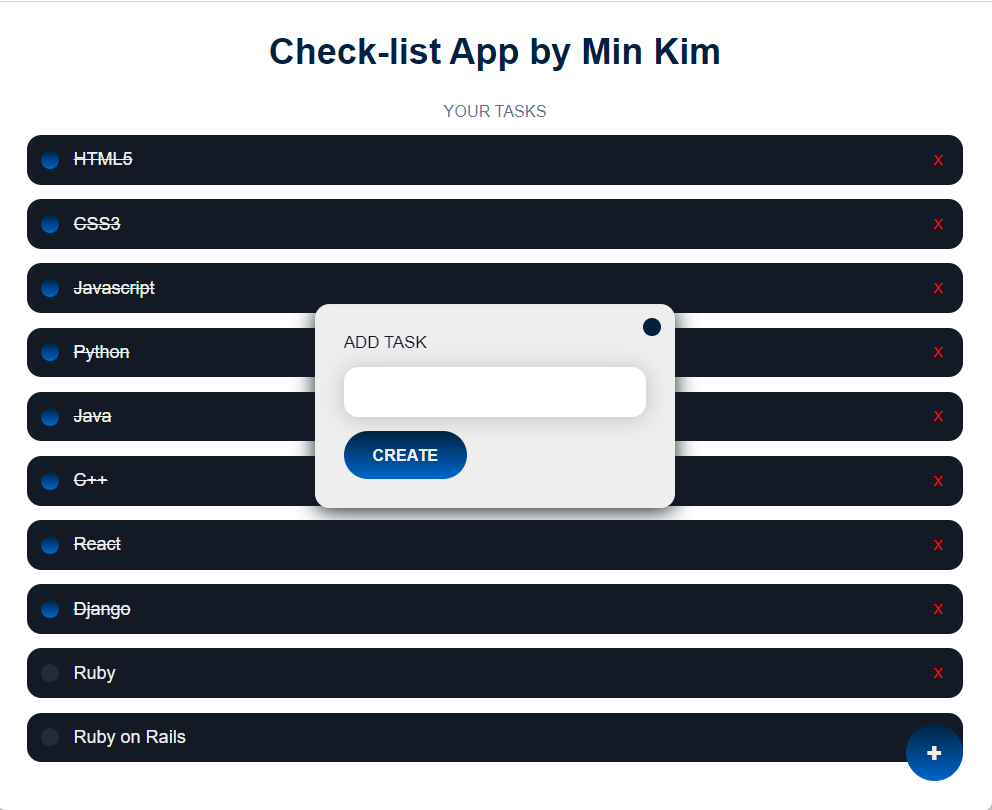 Check-list App by Min Kim
YOUR TASKS
HTML5 x
CSS3 x
Javascript x
Python x
Java x
C++ x
React x
Django x
Ruby x
Ruby on Rails
ADD TASK
CREATE
+